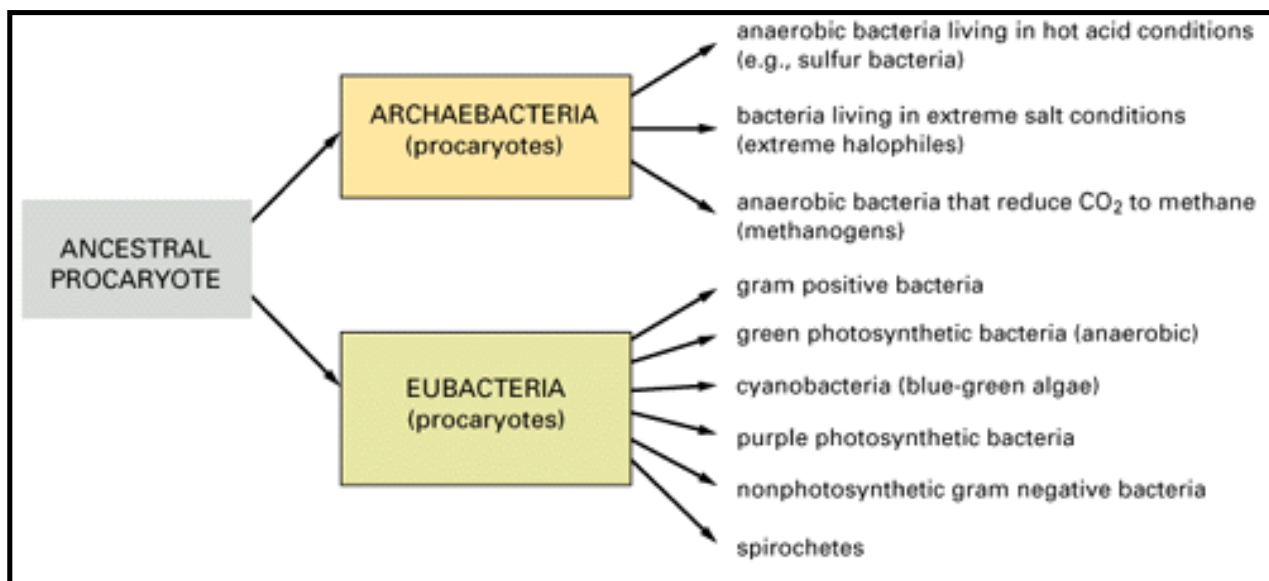 ANCESTRAL
PROCARYOTE
ARCHAEBACTERIA
(procaryotes)
anaerobic bacteria living in hot acid conditions
(e.g., sulfur bacteria)
bacteria living in extreme salt conditions
(extreme halophiles)
anaerobic bacteria that reduce CO₂ to methane
(methanogens)
EUBACTERIA
(procaryotes)
gram positive bacteria
green photosynthetic bacteria (anaerobic)
cyanobacteria (blue-green algae)
purple photosynthetic bacteria
nonphotosynthetic gram negative bacteria
spirochetes